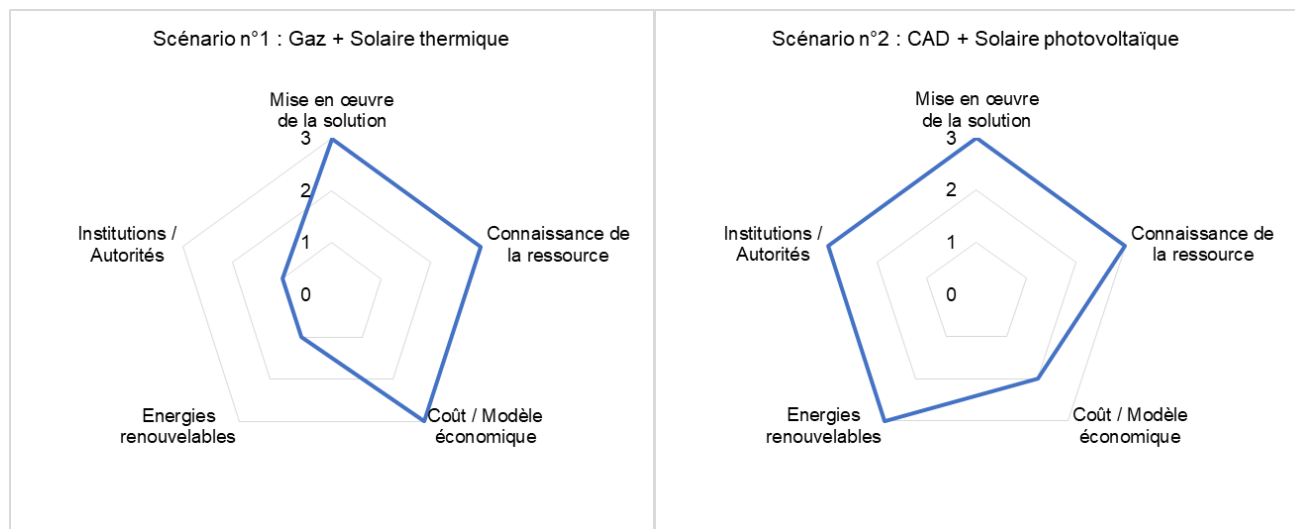 Scénario n°1 : Gaz + Solaire thermique
Mise en œuvre
de la solution
3
2
1
0
Connaissance de
la ressource
Coût / Modèle
économique
Energies
renouvelables
Institutions /
Autorités
Scénario n°2 : CAD + Solaire photovoltaïque
Mise en œuvre
de la solution
3
2
1
0
Connaissance de
la ressource
Coût / Modèle
économique
Energies
renouvelables
Institutions /
Autorités